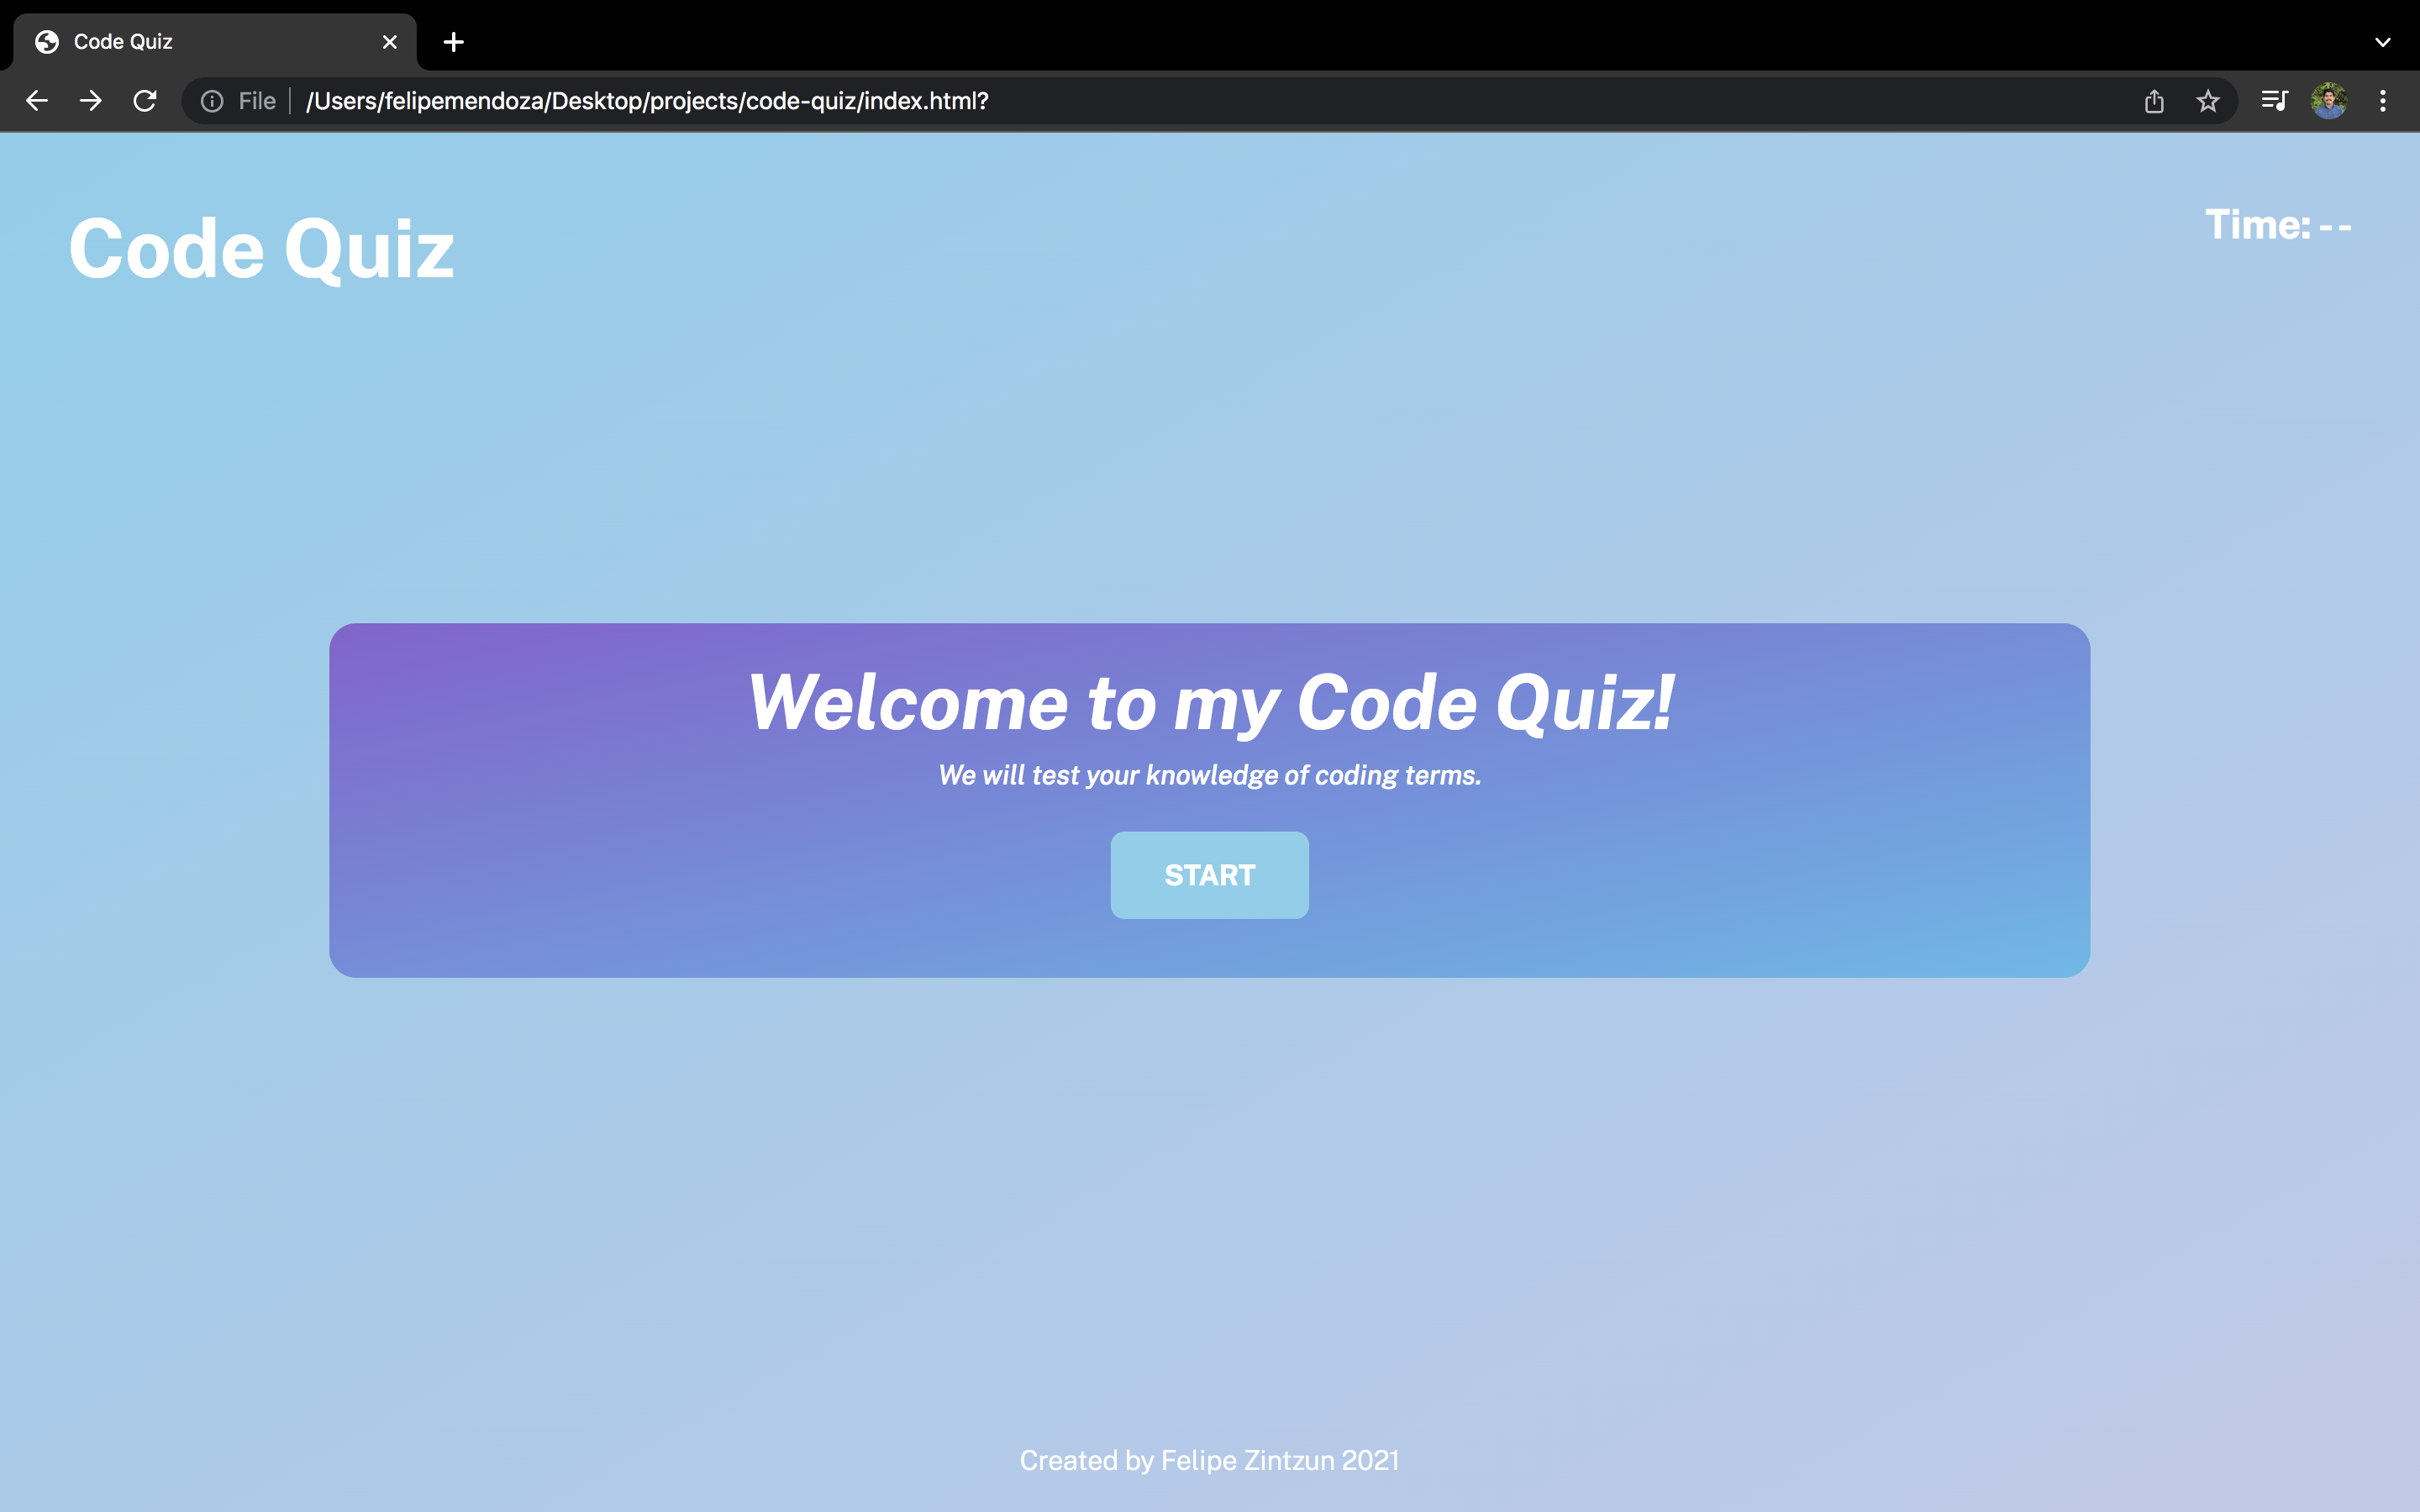 Code Quiz
File /Users/felipemendoza/Desktop/projects/code-quiz/index.html?
Code Quiz
Time: - -
Welcome to my Code Quiz!
We will test your knowledge of coding terms.
START
Created by Felipe Zintzun 2021